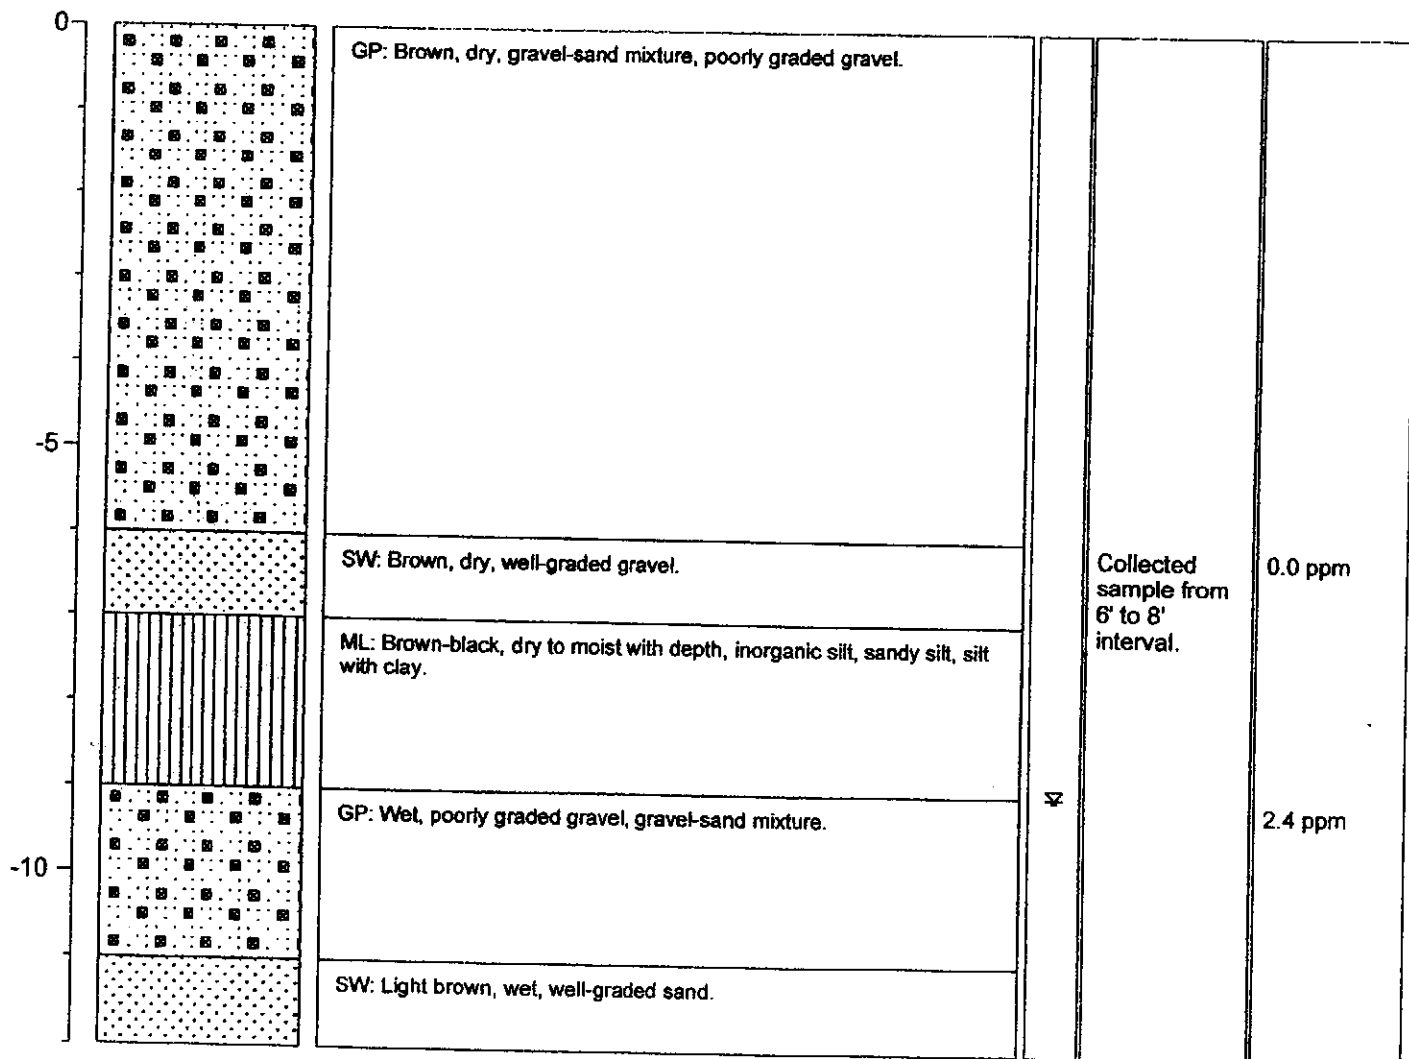 0
GP: Brown, dry, gravel-sand mixture, poorly graded gravel.
-5
SW: Brown, dry, well-graded gravel.
Collected
sample from
6' to 8'
interval.
0.0 ppm
ML: Brown-black, dry to moist with depth, inorganic silt, sandy silt, silt
with clay.
GP: Wet, poorly graded gravel, gravel-sand mixture.
2.4 ppm
-10
SW: Light brown, wet, well-graded sand.